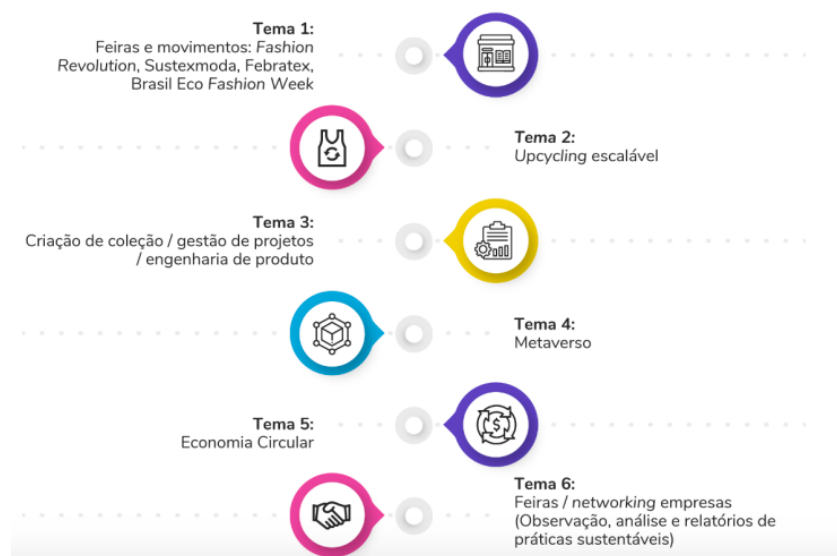 Tema 1:
Feiras e movimentos: Fashion
Revolution, Sustexmoda, Febratex,
Brasil Eco Fashion Week
Tema 2:
Upcycling escalável
Tema 3:
Criação de coleção / gestão de projetos
/ engenharia de produto
Tema 4:
Metaverso
Tema 5:
Economia Circular
Tema 6:
Feiras / networking empresas
(Observação, análise e relatórios de
práticas sustentáveis)